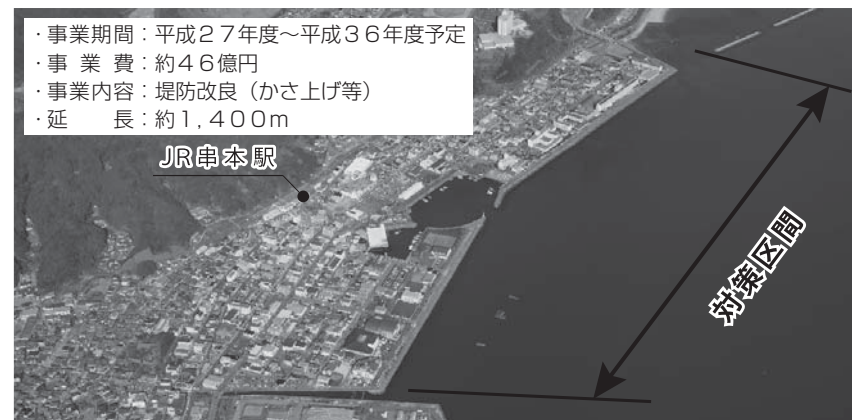 ・事業期間：平成２７年度～平成３６年度予定
・事　業　費：約４６億円
・事業内容：堤防改良（かさ上げ等）
・延　　　長：約１,４００ｍ
JR串本駅
対策区間